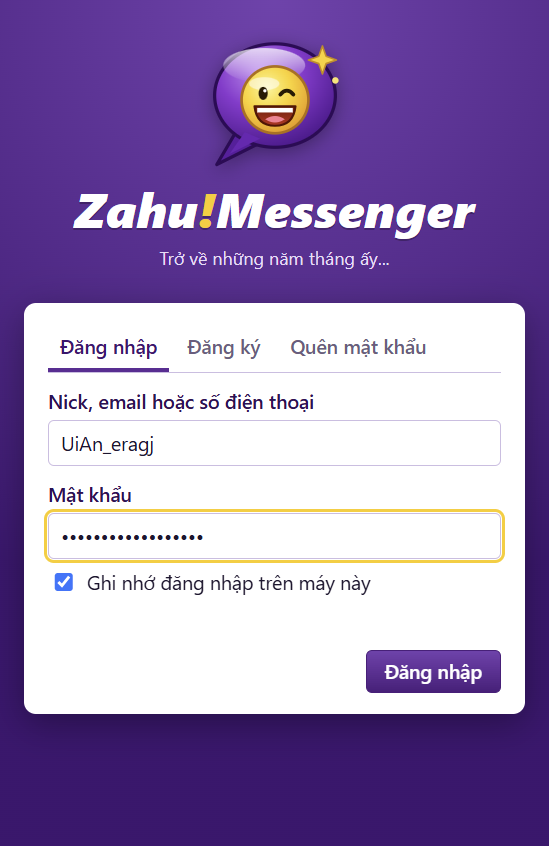 Zahu!Messenger
Trở về những năm tháng ấy...
Đăng nhập Đăng ký Quên mật khẩu
Nick, email hoặc số điện thoại
UiAn_eragj
Mật khẩu
••••••••••••••••••
Ghi nhớ đăng nhập trên máy này
Đăng nhập